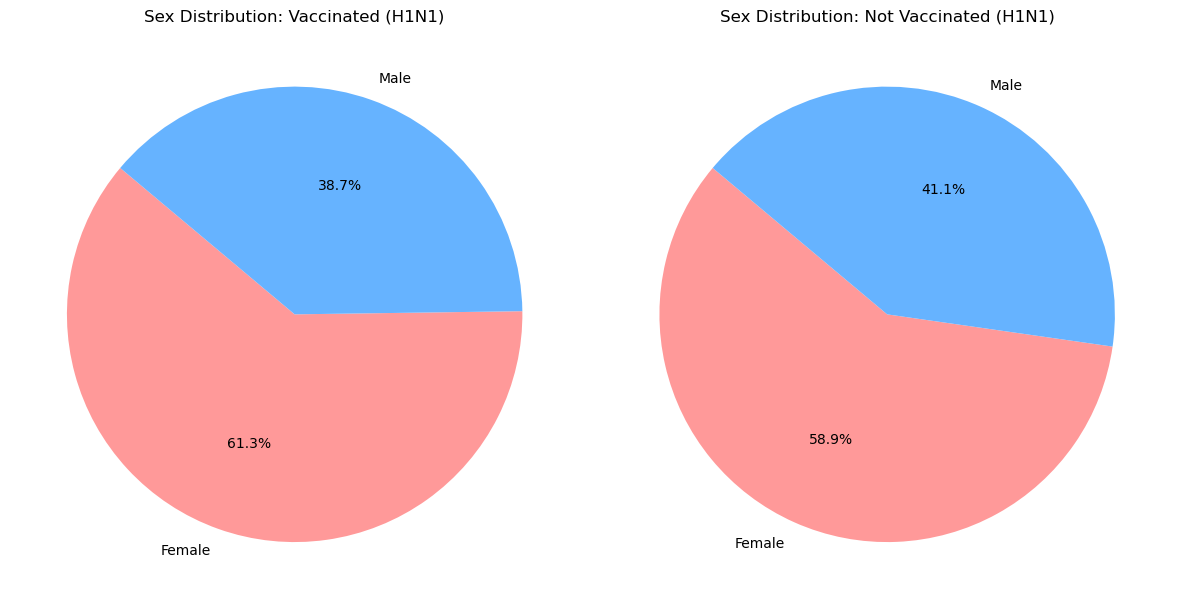 Sex Distribution: Vaccinated (H1N1)
Male
38.7%
61.3%
Female
Sex Distribution: Not Vaccinated (H1N1)
Male
41.1%
58.9%
Female